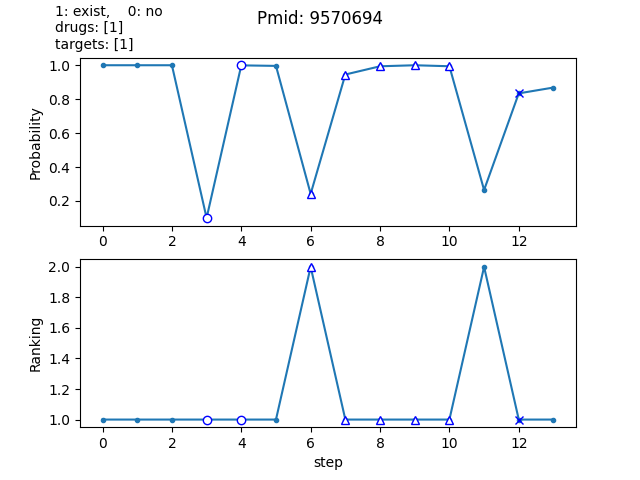 1: exist,    0: no
drugs: [1]
targets: [1]
Pmid: 9570694
Probability
1.0
0.8
0.6
0.4
0.2
0 2 4 6 8 10 12
Ranking
2.0
1.8
1.6
1.4
1.2
1.0
0 2 4 6 8 10 12
step